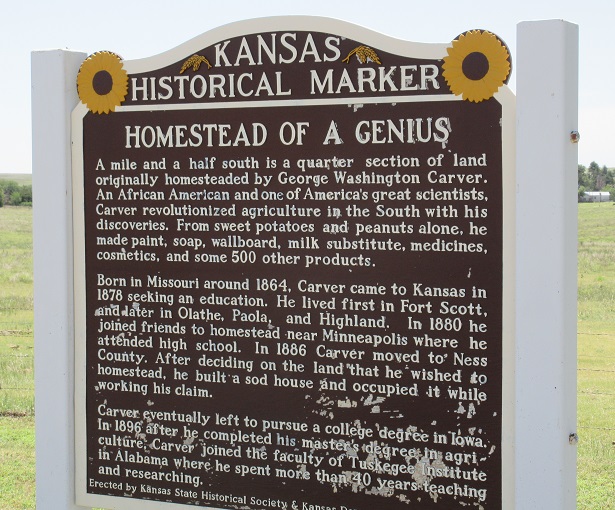 KANSAS
HISTORICAL MARKER
HOMESTEAD OF A GENIUS
A mile and a half south is a quarter section of land
originally homesteaded by George Washington Carver.
An African American and one of America's great scientists,
Carver revolutionized agriculture in the South with his
discoveries. From sweet potatoes and peanuts alone, he
made paint, soap, wallboard, milk substitute, medicines,
cosmetics, and some 500 other products.
Born in Missouri around 1864, Carver came to Kansas in
1878 seeking an education. He lived first in Fort Scott,
and later in Olathe, Paola, and Highland. In 1880 he
joined friends to homestead near Minneapolis where he
attended high school. In 1886 Carver moved to Ness
County. After deciding on the land that he wished to
homestead, he built a sod house and occupied it while
working his claim.
Carver eventually left to pursue a college degree in Iowa.
In 1896 after he completed his master's degree in agri-
culture, Carver joined the faculty of Tuskegee Institute
in Alabama where he spent more than 40 years teaching
and researching.
Erected by Kansas State Historical Society & Kansas